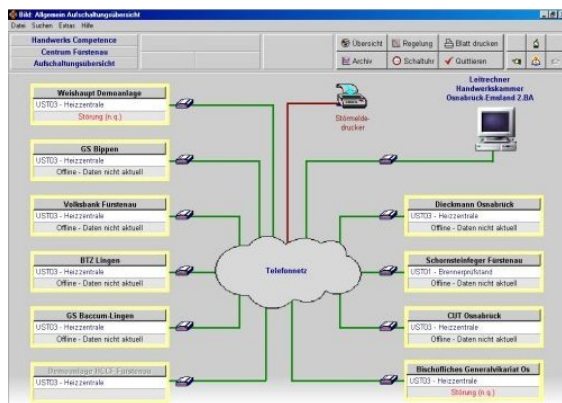 Bild: Allgemein Aufschaltungsübersicht
Datei Suchen Extras Hilfe
Handwerks Competence
Centrum Fürstenau
Aufschaltungsübersicht
Übersicht
Regelung
Blatt drucken
Archiv
Schaltuhr
Quittieren
Weishaupt Demoanlage
UST03 - Heizzentrale
Störung (n.q.)
Störmelde-
drucker
Leitrechner
Handwerkskammer
Osnabrück-Emsland 2.BA
GS Bippen
UST03 - Heizzentrale
Offline - Daten nicht aktuell
Volksbank Fürstenau
UST03 - Heizzentrale
Offline - Daten nicht aktuell
BTZ Lingen
UST03 - Heizzentrale
Offline - Daten nicht aktuell
GS Baccum-Lingen
UST03 - Heizzentrale
Offline - Daten nicht aktuell
Demoanlage HCCF Fürstenau
UST03 - Heizzentrale
Telefonnetz
Dieckmann Osnabrück
UST03 - Heizzentrale
Offline - Daten nicht aktuell
Schornsteinfeger Fürstenau
UST01 - Brennerprüfstand
Offline - Daten nicht aktuell
CUT Osnabrück
UST03 - Heizzentrale
Offline - Daten nicht aktuell
Bischofliches Generalvikariat Os
UST03 - Heizzentrale
Störung (n.q.)